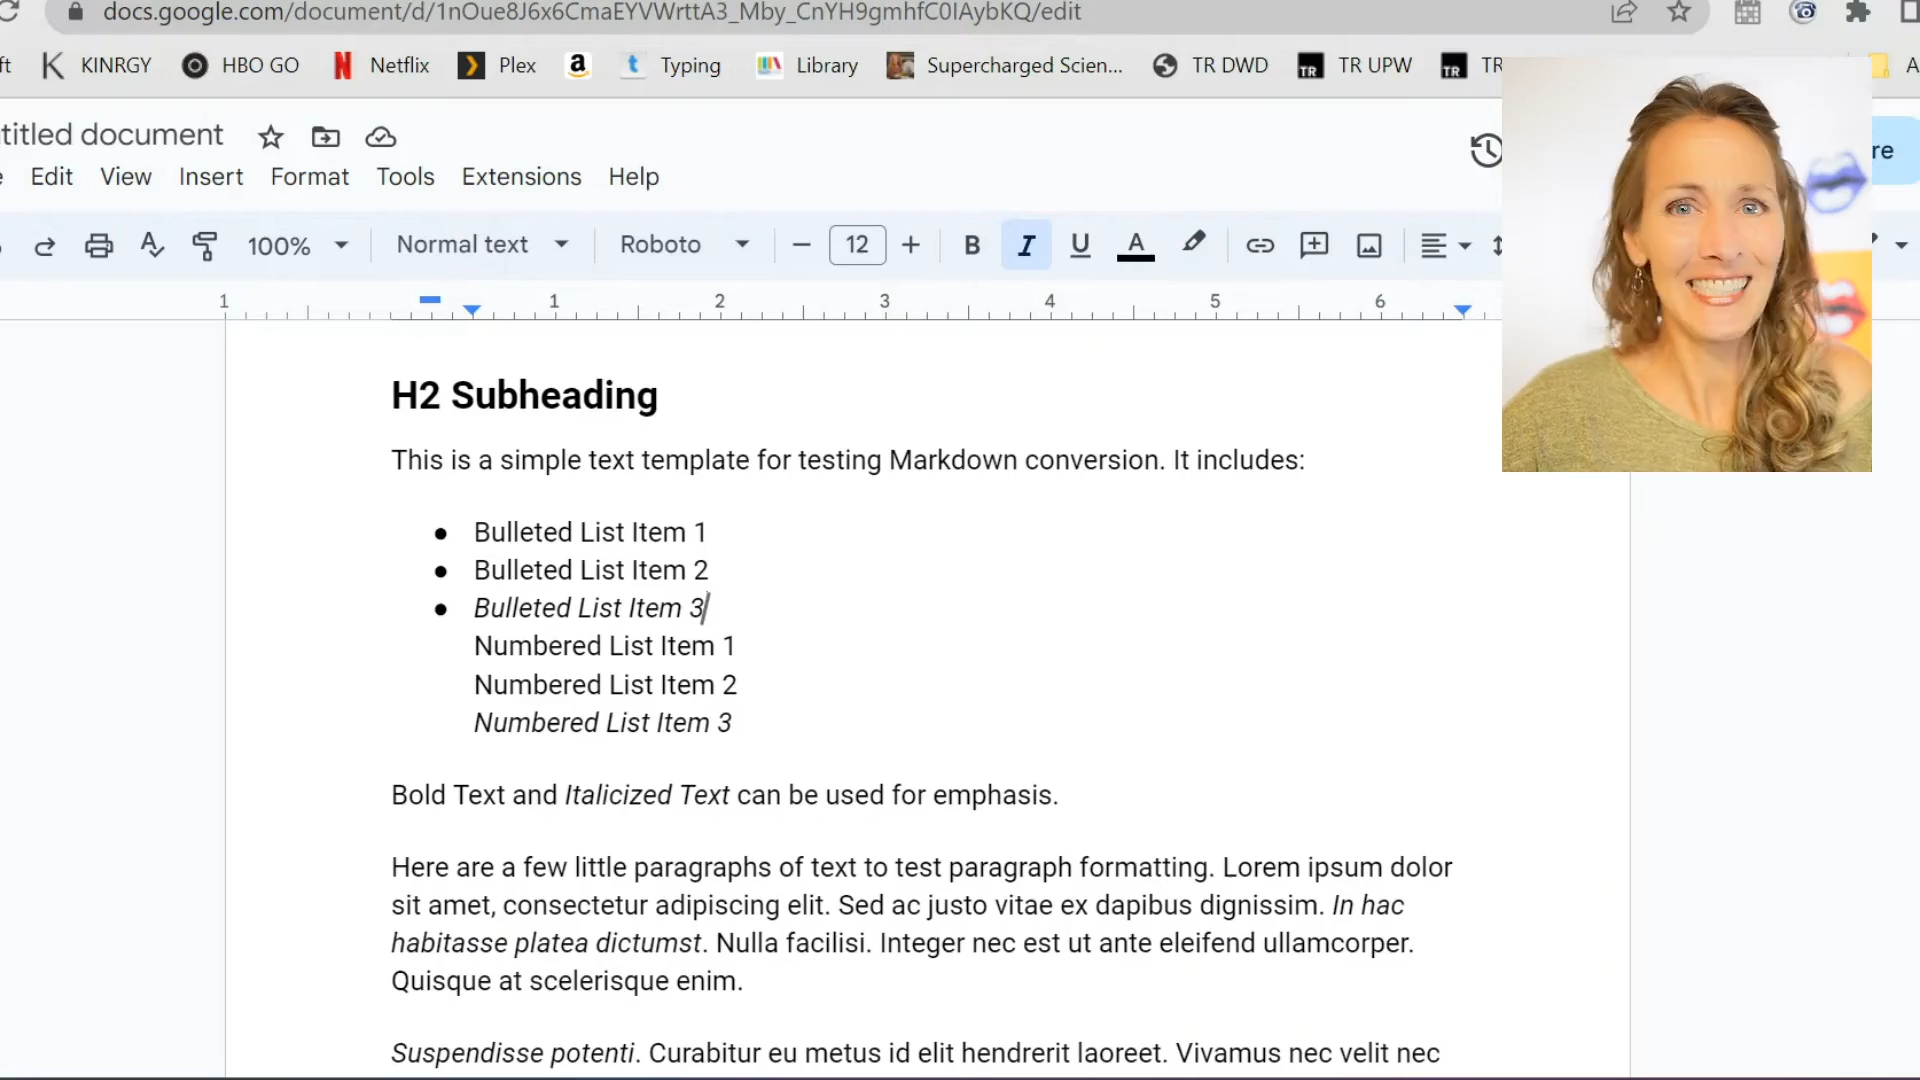 docs.google.com/document/d/1nOue8J6x6CmaEYVWrttA3_Mby_CnYH9gmhfC0IAybKQ/edit
ft KINRGY HBO GO Netflix Plex Typing Library Supercharged Scien... TR DWD TR UPW TR A
titled document
e Edit View Insert Format Tools Extensions Help
re
100% Normal text Roboto 12 B I U A
1 1 2 3 4 5 6
H2 Subheading
This is a simple text template for testing Markdown conversion. It includes:
● Bulleted List Item 1
● Bulleted List Item 2
● Bulleted List Item 3
Numbered List Item 1
Numbered List Item 2
Numbered List Item 3
Bold Text and Italicized Text can be used for emphasis.
Here are a few little paragraphs of text to test paragraph formatting. Lorem ipsum dolor
sit amet, consectetur adipiscing elit. Sed ac justo vitae ex dapibus dignissim. In hac
habitasse platea dictumst. Nulla facilisi. Integer nec est ut ante eleifend ullamcorper.
Quisque at scelerisque enim.
Suspendisse potenti. Curabitur eu metus id elit hendrerit laoreet. Vivamus nec velit nec